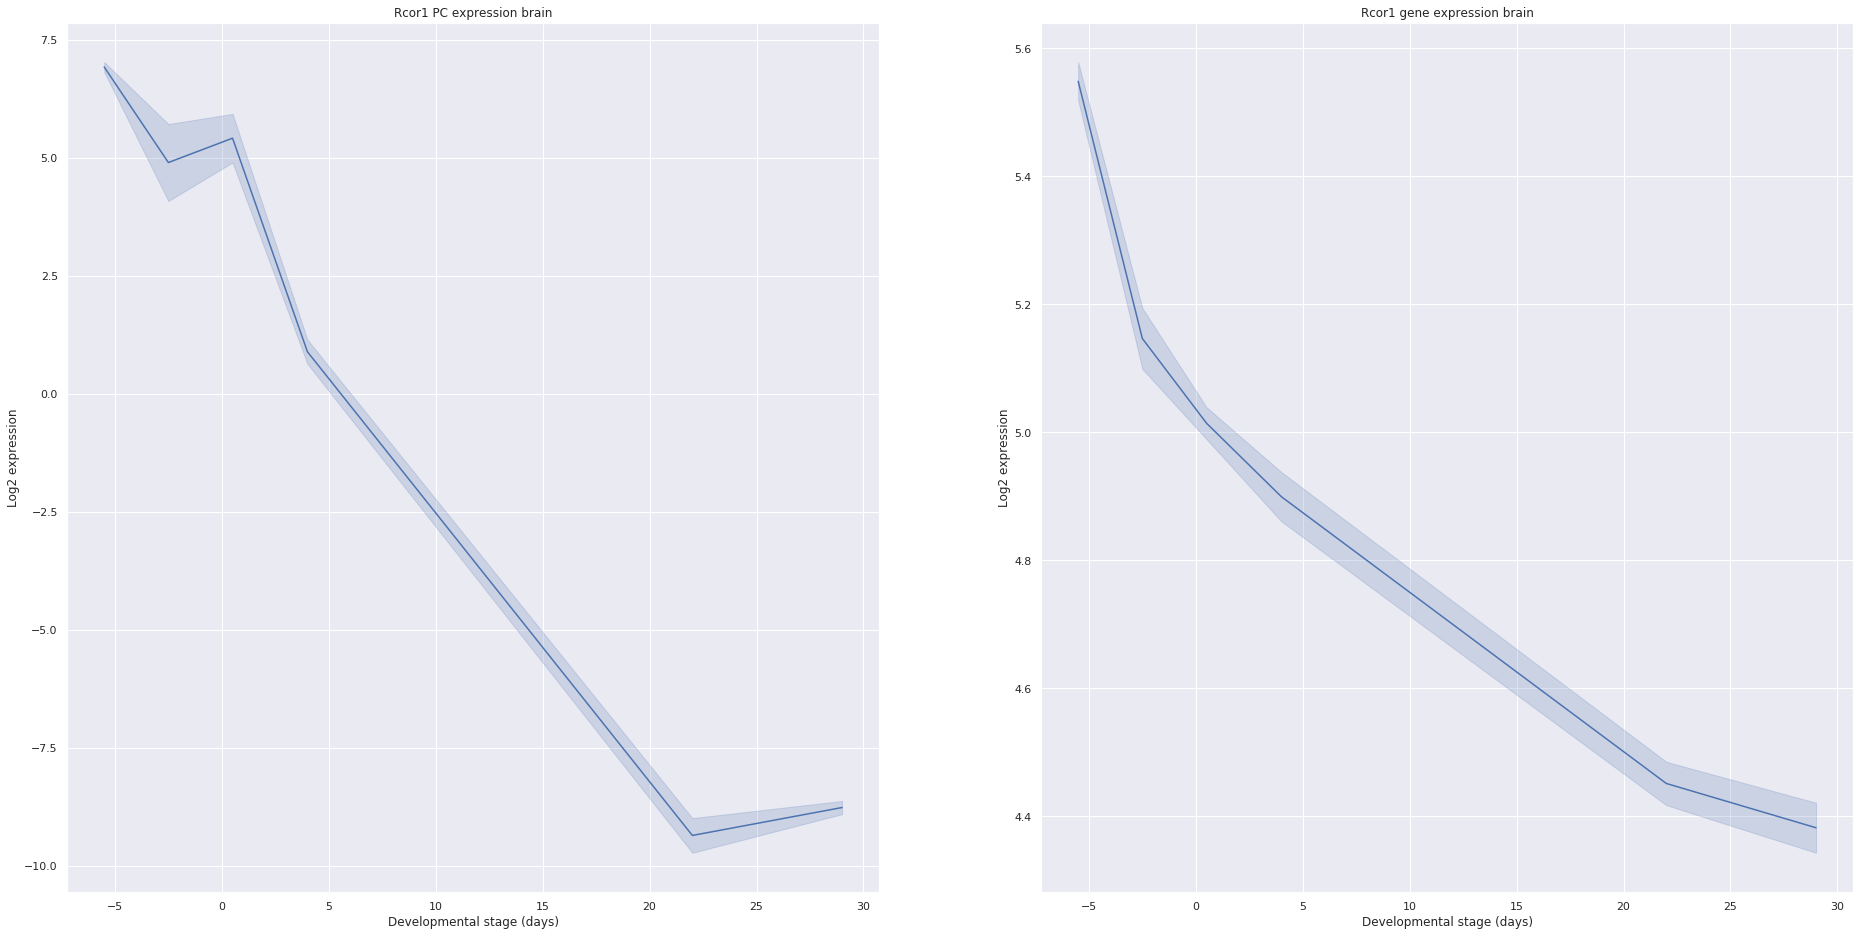 Rcor1 PC expression brain
7.5
5.0
2.5
0.0
−2.5
−5.0
−7.5
−10.0
Log2 expression
−5 0 5 10 15 20 25 30
Developmental stage (days)
Rcor1 gene expression brain
5.6
5.4
5.2
5.0
4.8
4.6
4.4
Log2 expression
−5 0 5 10 15 20 25 30
Developmental stage (days)